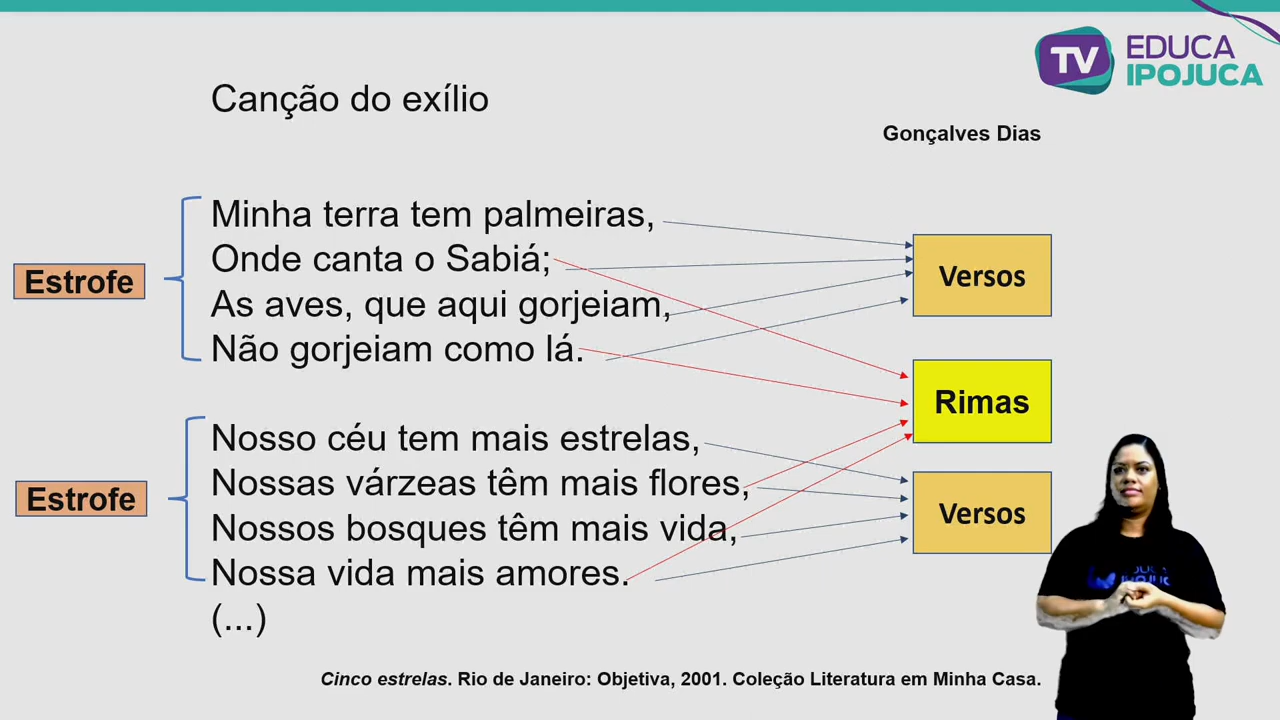 TV EDUCA
IPOJUCA
Canção do exílio
Gonçalves Dias
Minha terra tem palmeiras,
Onde canta o Sabiá;
As aves, que aqui gorjeiam,
Não gorjeiam como lá.
Estrofe
Versos
Rimas
Nosso céu tem mais estrelas,
Nossas várzeas têm mais flores,
Nossos bosques têm mais vida,
Nossa vida mais amores.
(...)
Estrofe
Versos
Cinco estrelas. Rio de Janeiro: Objetiva, 2001. Coleção Literatura em Minha Casa.